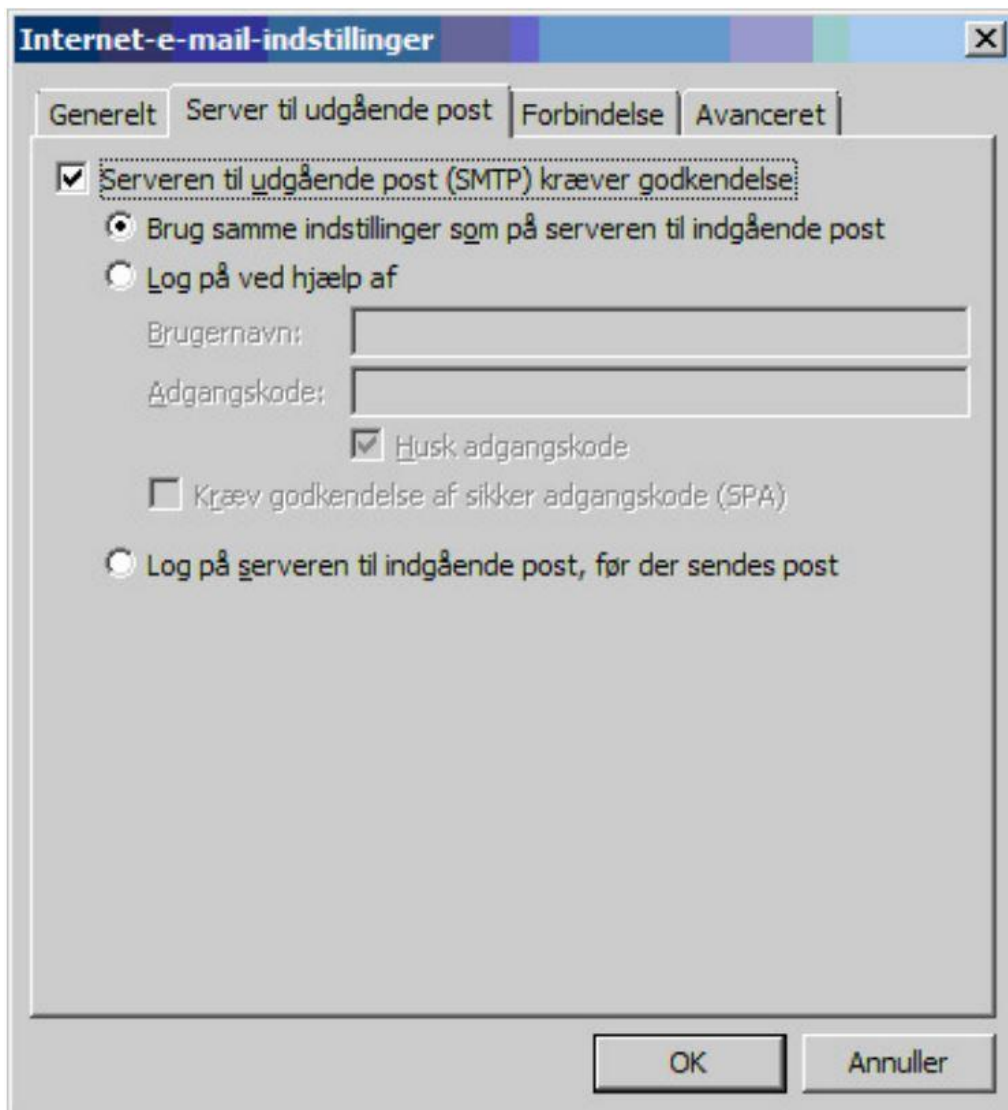 Internet-e-mail-indstillinger
Generelt Server til udgående post Forbindelse Avanceret
Serveren til udgående post (SMTP) kræver godkendelse
Brug samme indstillinger som på serveren til indgående post
Log på ved hjælp af
Brugernavn:
Adgangskode:
Husk adgangskode
Kræv godkendelse af sikker adgangskode (SPA)
Log på serveren til indgående post, før der sendes post
OK Annuller